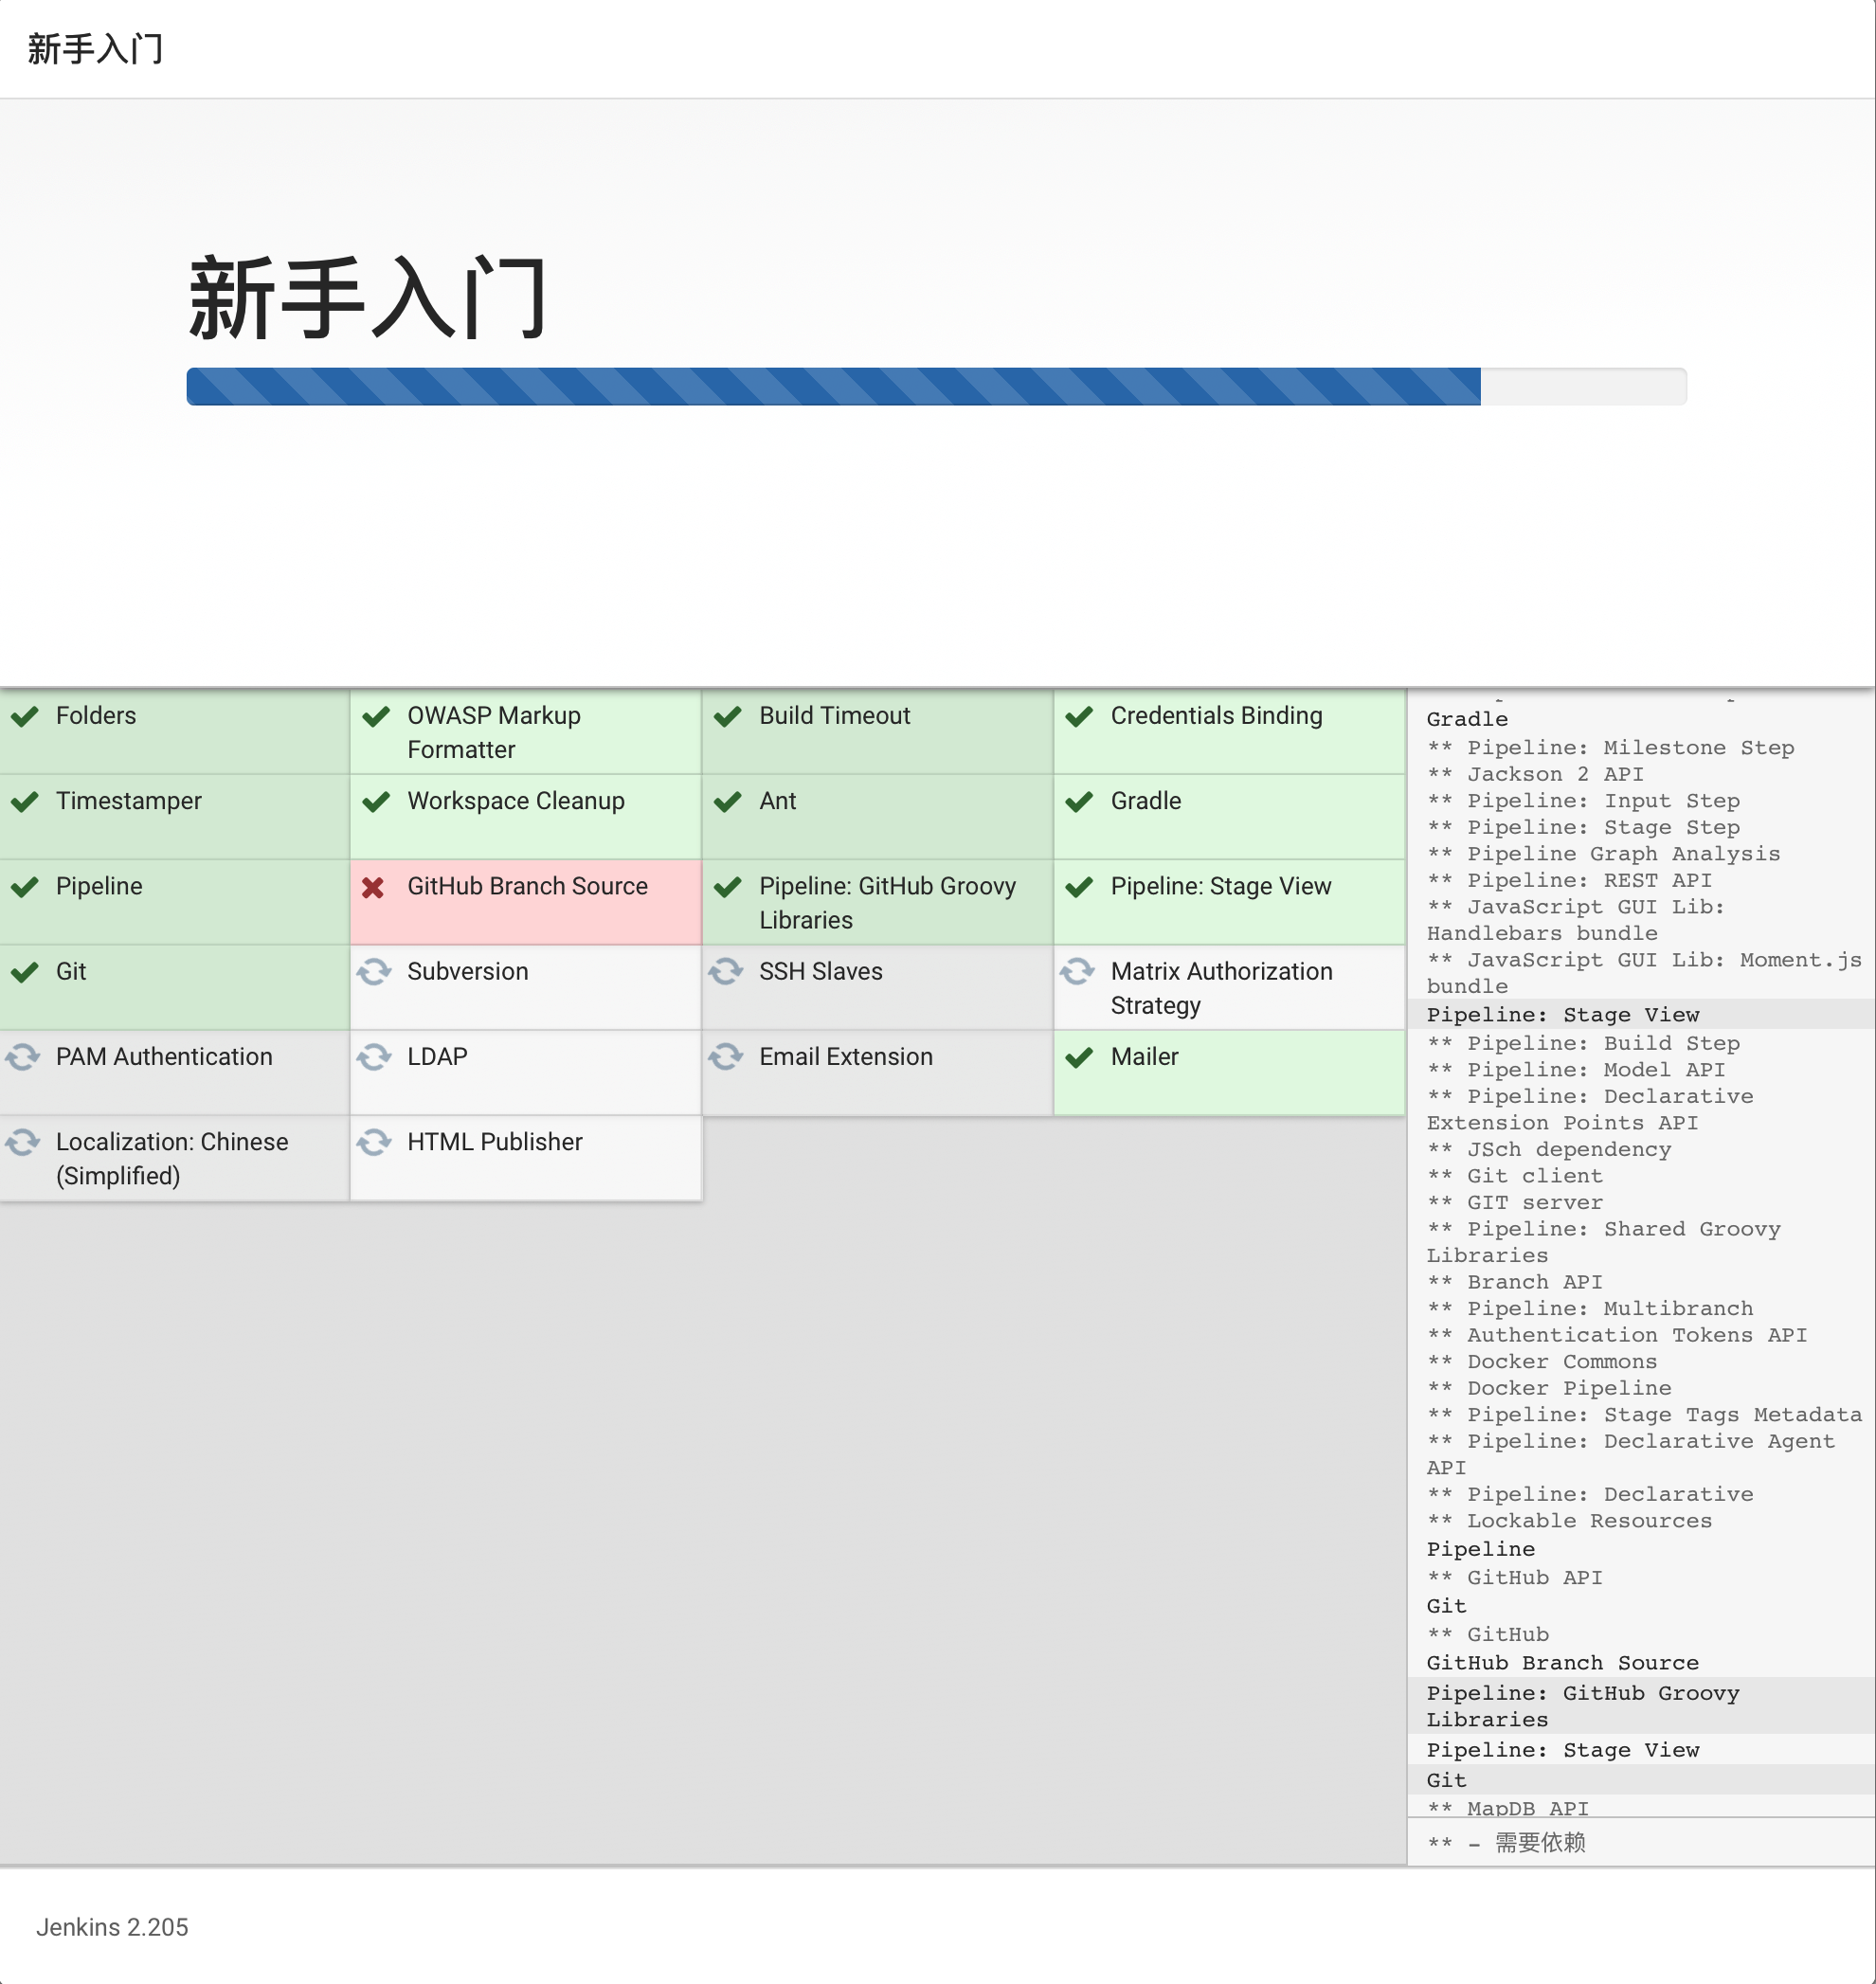 新手入门
新手入门
Folders
OWASP Markup
Formatter
Build Timeout
Credentials Binding
Timestamper
Workspace Cleanup
Ant
Gradle
Pipeline
GitHub Branch Source
Pipeline: GitHub Groovy
Libraries
Pipeline: Stage View
Git
Subversion
SSH Slaves
Matrix Authorization
Strategy
PAM Authentication
LDAP
Email Extension
Mailer
Localization: Chinese
(Simplified)
HTML Publisher
Gradle
** Pipeline: Milestone Step
** Jackson 2 API
** Pipeline: Input Step
** Pipeline: Stage Step
** Pipeline Graph Analysis
** Pipeline: REST API
** JavaScript GUI Lib:
Handlebars bundle
** JavaScript GUI Lib: Moment.js
bundle
Pipeline: Stage View
** Pipeline: Build Step
** Pipeline: Model API
** Pipeline: Declarative
Extension Points API
** JSch dependency
** Git client
** GIT server
** Pipeline: Shared Groovy
Libraries
** Branch API
** Pipeline: Multibranch
** Authentication Tokens API
** Docker Commons
** Docker Pipeline
** Pipeline: Stage Tags Metadata
** Pipeline: Declarative Agent
API
** Pipeline: Declarative
** Lockable Resources
Pipeline
** GitHub API
Git
** GitHub
GitHub Branch Source
Pipeline: GitHub Groovy
Libraries
Pipeline: Stage View
Git
** MapDB API
** - 需要依赖
Jenkins 2.205